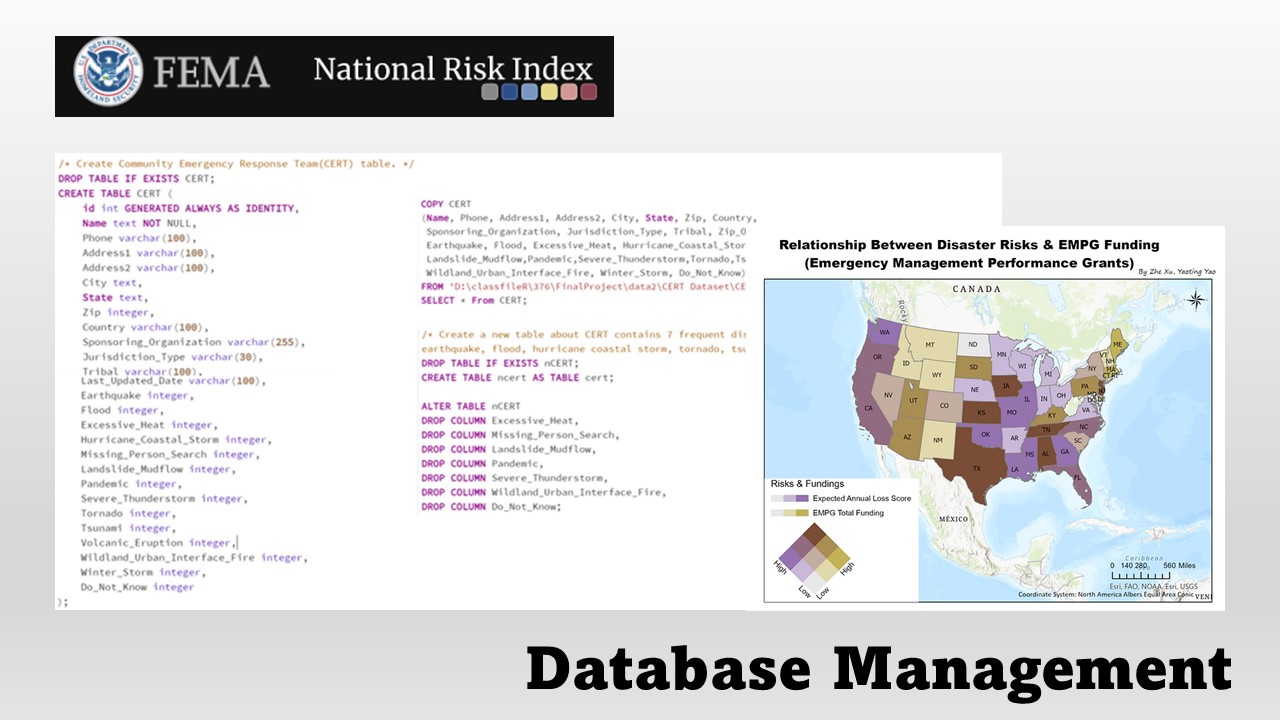 FEMA
National Risk Index
/* Create Community Emergency Response Team(CERT) table. */
DROP TABLE IF EXISTS CERT;
CREATE TABLE CERT (
id int GENERATED ALWAYS AS IDENTITY,
Name text NOT NULL,
Phone varchar(100),
Address1 varchar(100),
Address2 varchar(100),
City text,
State text,
Zip integer,
Country varchar(100),
Sponsoring_Organization varchar(255),
Jurisdiction_Type varchar(30),
Tribal varchar(100),
Last_Updated_Date varchar(100),
Earthquake integer,
Flood integer,
Excessive_Heat integer,
Hurricane_Coastal_Storm integer,
Missing_Person_Search integer,
Landslide_Mudflow integer,
Pandemic integer,
Severe_Thunderstorm integer,
Tornado integer,
Tsunami integer,
Volcanic_Eruption integer,
Wildland_Urban_Interface_Fire integer,
Winter_Storm integer,
Do_Not_Know integer
);
COPY CERT
(Name, Phone, Address1, Address2, City, State, Zip, Country,
Sponsoring_Organization, Jurisdiction_Type, Tribal, Zip_O
Earthquake, Flood, Excessive_Heat, Hurricane_Coastal_Stor
Landslide_Mudflow,Pandemic,Severe_Thunderstorm,Tornado,Ts
Wildland_Urban_Interface_Fire, Winter_Storm, Do_Not_Know)
FROM 'D:\classfileR\376\FinalProject\data2\CERT Dataset\CE
SELECT * From CERT;
/* Create a new table about CERT contains 7 frequent dis
earthquake, flood, hurricane coastal storm, tornado, tsu
DROP TABLE IF EXISTS nCERT;
CREATE TABLE ncert AS TABLE cert;
ALTER TABLE nCERT
DROP COLUMN Excessive_Heat,
DROP COLUMN Missing_Person_Search,
DROP COLUMN Landslide_Mudflow,
DROP COLUMN Pandemic,
DROP COLUMN Severe_Thunderstorm,
DROP COLUMN Wildland_Urban_Interface_Fire,
DROP COLUMN Do_Not_Know;
Relationship Between Disaster Risks & EMPG Funding
(Emergency Management Performance Grants)
By Zhe Xu, Yaoting Yao
CANADA
Rocky
WA
MT
ND
ME
OR
MN
VT
ID
SD
WI
NH
WY
MI
NY
MA
CT RI
NV
NE
IA
PA
UT
CO
IL
IN
OH
CA
KS
MO
KY
VA
AZ
NM
OK
AR
TN
NC
SC
TX
LA
MS
AL
GA
FL
MÉXICO
Caribbean
Risks & Fundings
Expected Annual Loss Score
EMPG Total Funding
High
High
Low
Low
0 140 280 560 Miles
Esri, FAO, NOAA, Esri, USGS
Coordinate System: North America Albers Equal Area Conic
VEN
Database Management